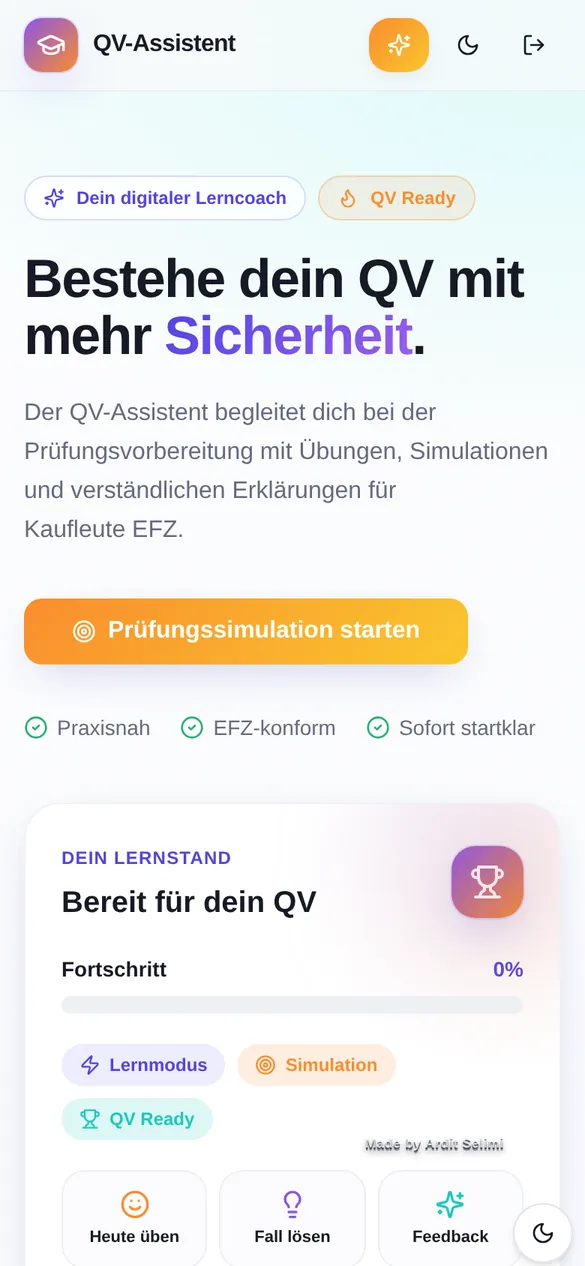 QV-Assistent
Dein digitaler Lerncoach
QV Ready
Bestehe dein QV mit
mehr Sicherheit.
Der QV-Assistent begleitet dich bei der
Prüfungsvorbereitung mit Übungen, Simulationen
und verständlichen Erklärungen für
Kaufleute EFZ.
Prüfungssimulation starten
Praxisnah
EFZ-konform
Sofort startklar
DEIN LERNSTAND
Bereit für dein QV
Fortschritt
0%
Lernmodus
Simulation
QV Ready
Made by Ardit Selimi
Heute üben
Fall lösen
Feedback